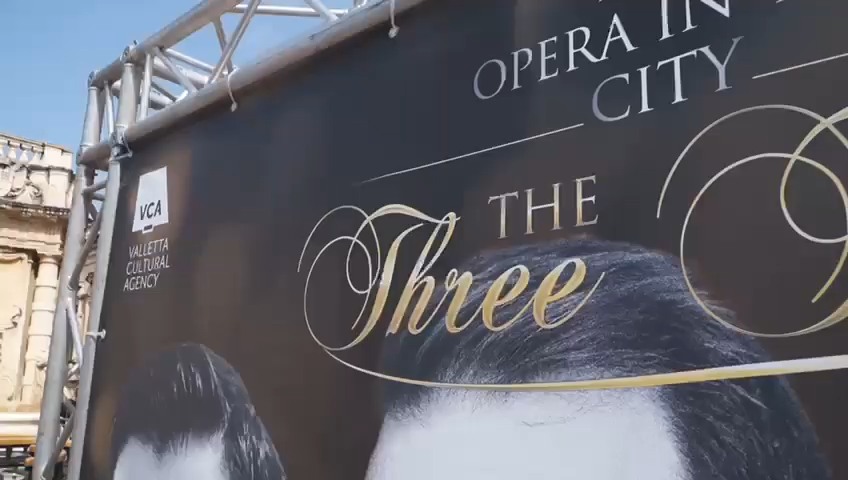 OPERA IN
CITY
THE
Three
VCA
VALLETTA
CULTURAL
AGENCY